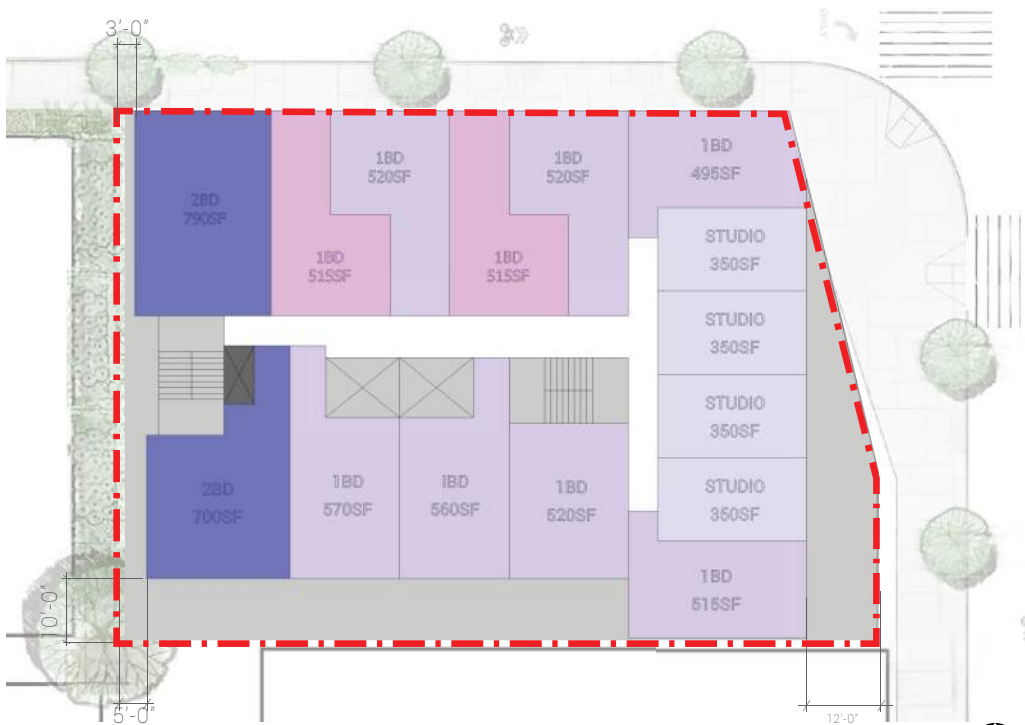 3'-0"
ONLY
1BD
495SF
1BD
520SF
1BD
520SF
2BD
790SF
STUDIO
350SF
1BD
515SF
1BD
515SF
STUDIO
350SF
STUDIO
350SF
1BD
570SF
IBD
560SF
1BD
520SF
2BD
700SF
STUDIO
350SF
1BD
515SF
10'-0"
5'-0"
12'-0"